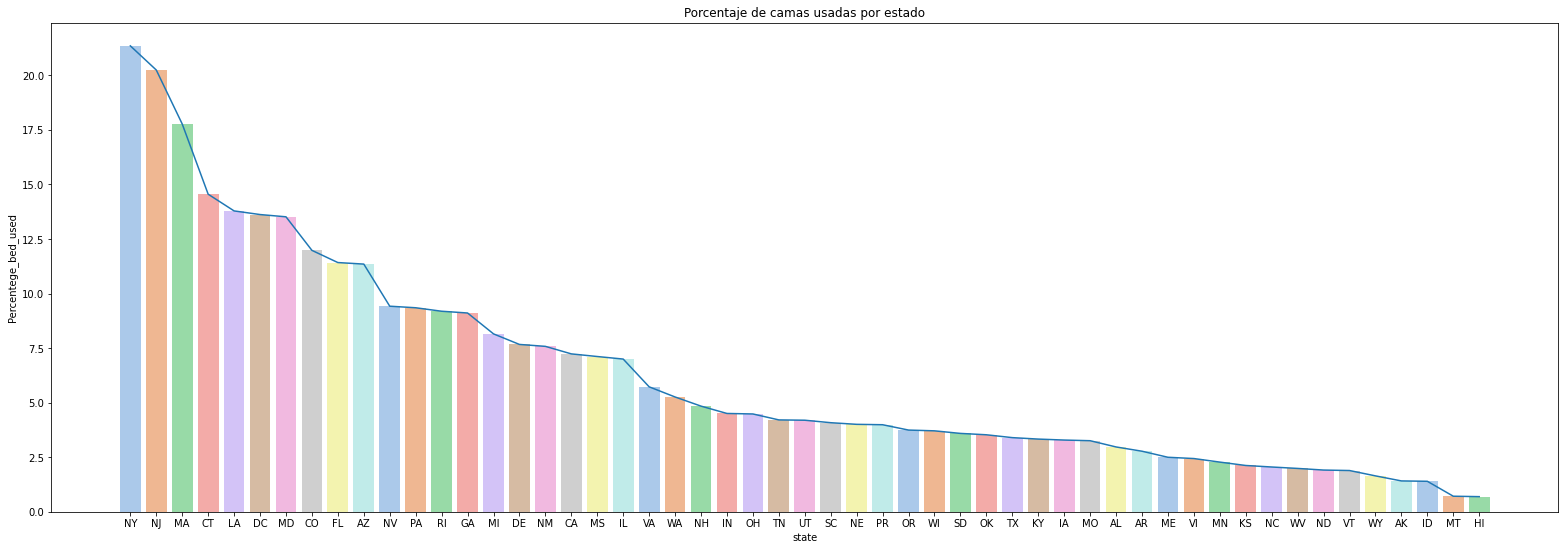 Porcentaje de camas usadas por estado
20.0
17.5
15.0
12.5
10.0
7.5
5.0
2.5
0.0
Percentege_bed_used
NY NJ MA CT LA DC MD CO FL AZ NV PA RI GA MI DE NM CA MS IL VA WA NH IN OH TN UT SC NE PR OR WI SD OK TX KY IA MO AL AR ME VI MN KS NC WV ND VT WY AK ID MT HI
state